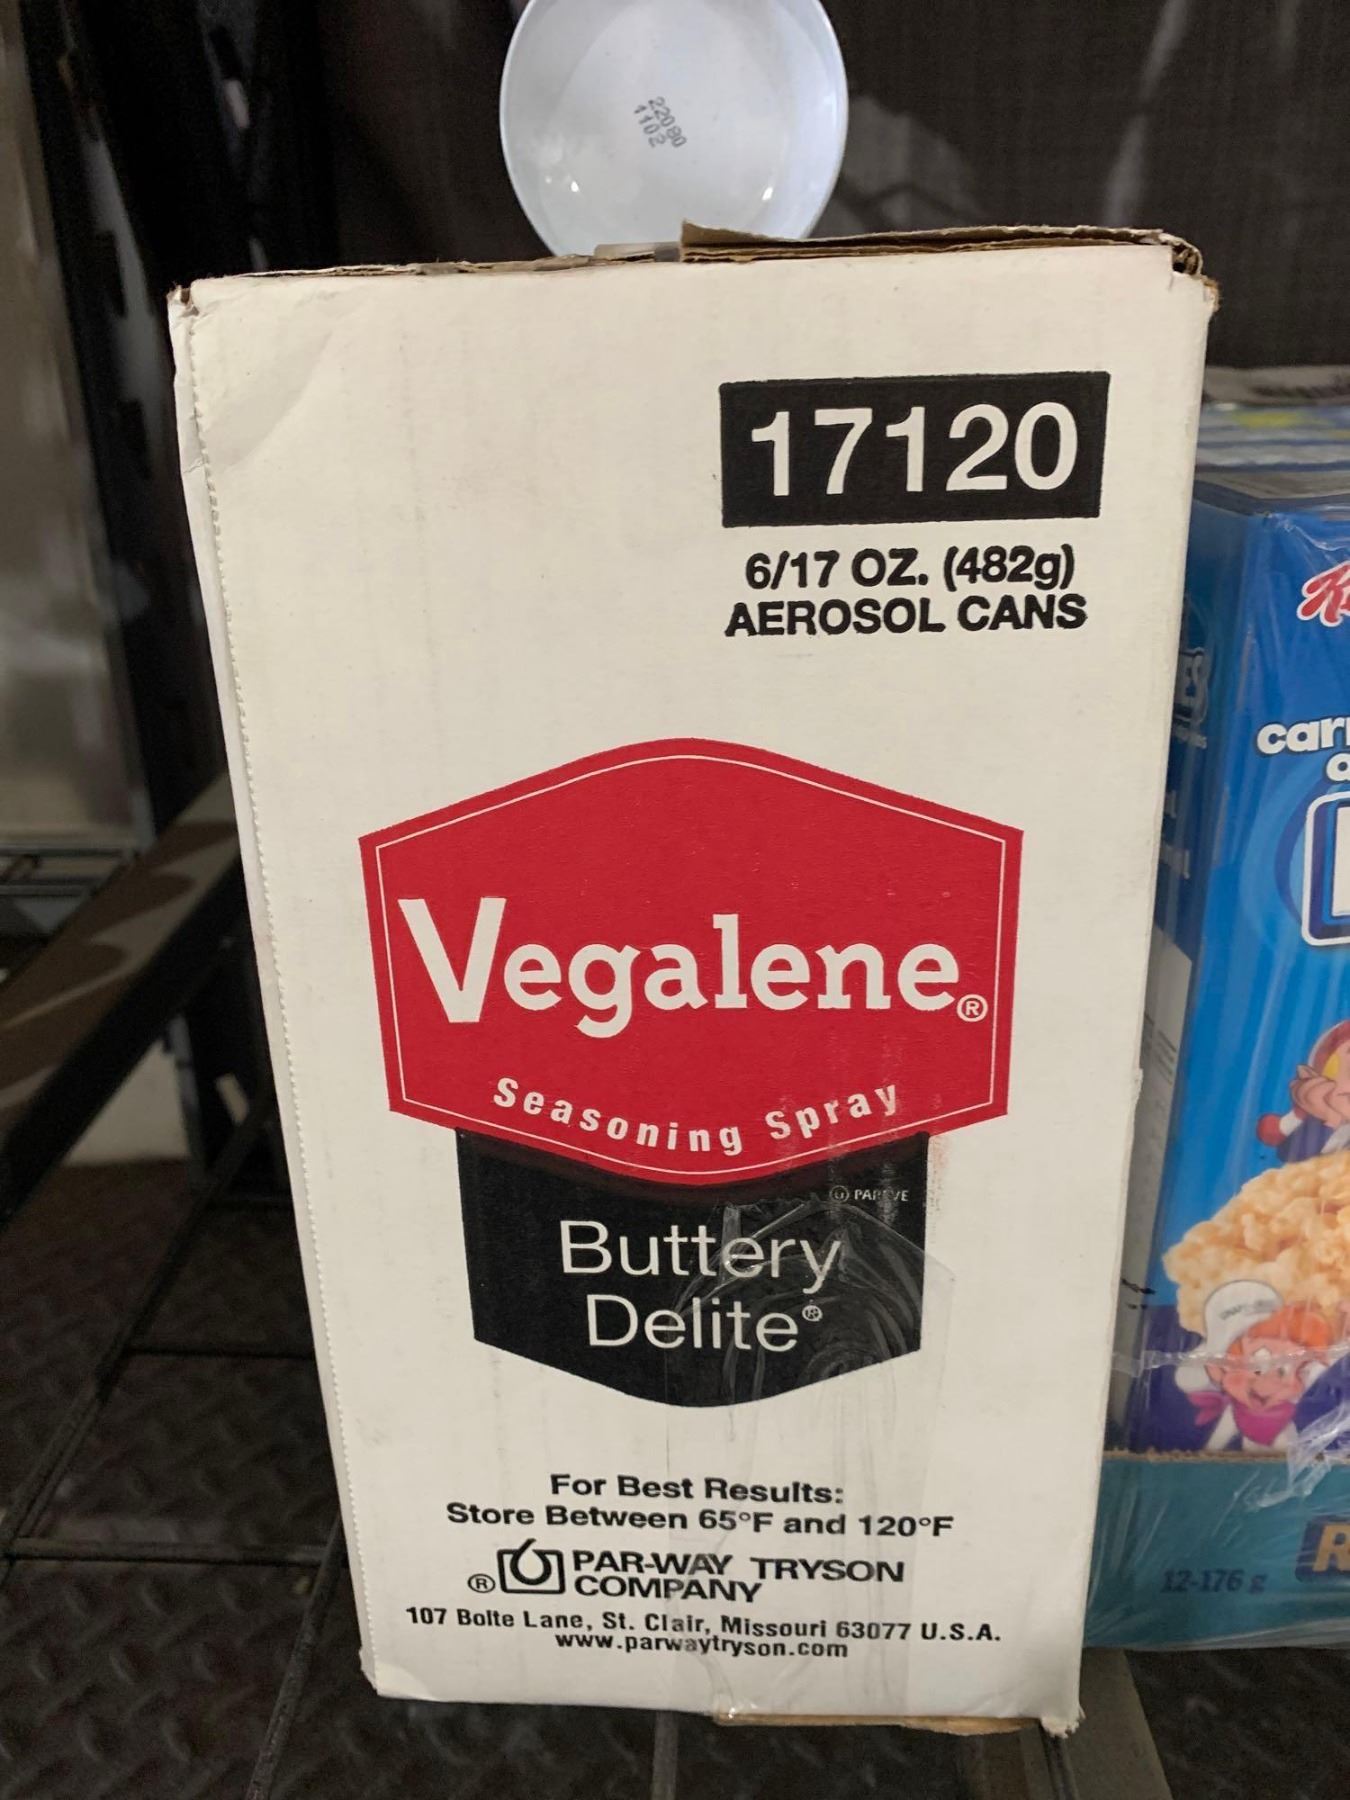 22080
1102
17120
6/17 OZ. (482g)
AEROSOL CANS
Vegalene®
Seasoning Spray
Ⓤ PAREVE
Buttery
Delite®
For Best Results:
Store Between 65°F and 120°F
® PAR-WAY TRYSON
COMPANY
107 Bolte Lane, St. Clair, Missouri 63077 U.S.A.
www.parwaytryson.com
12-176 g
R